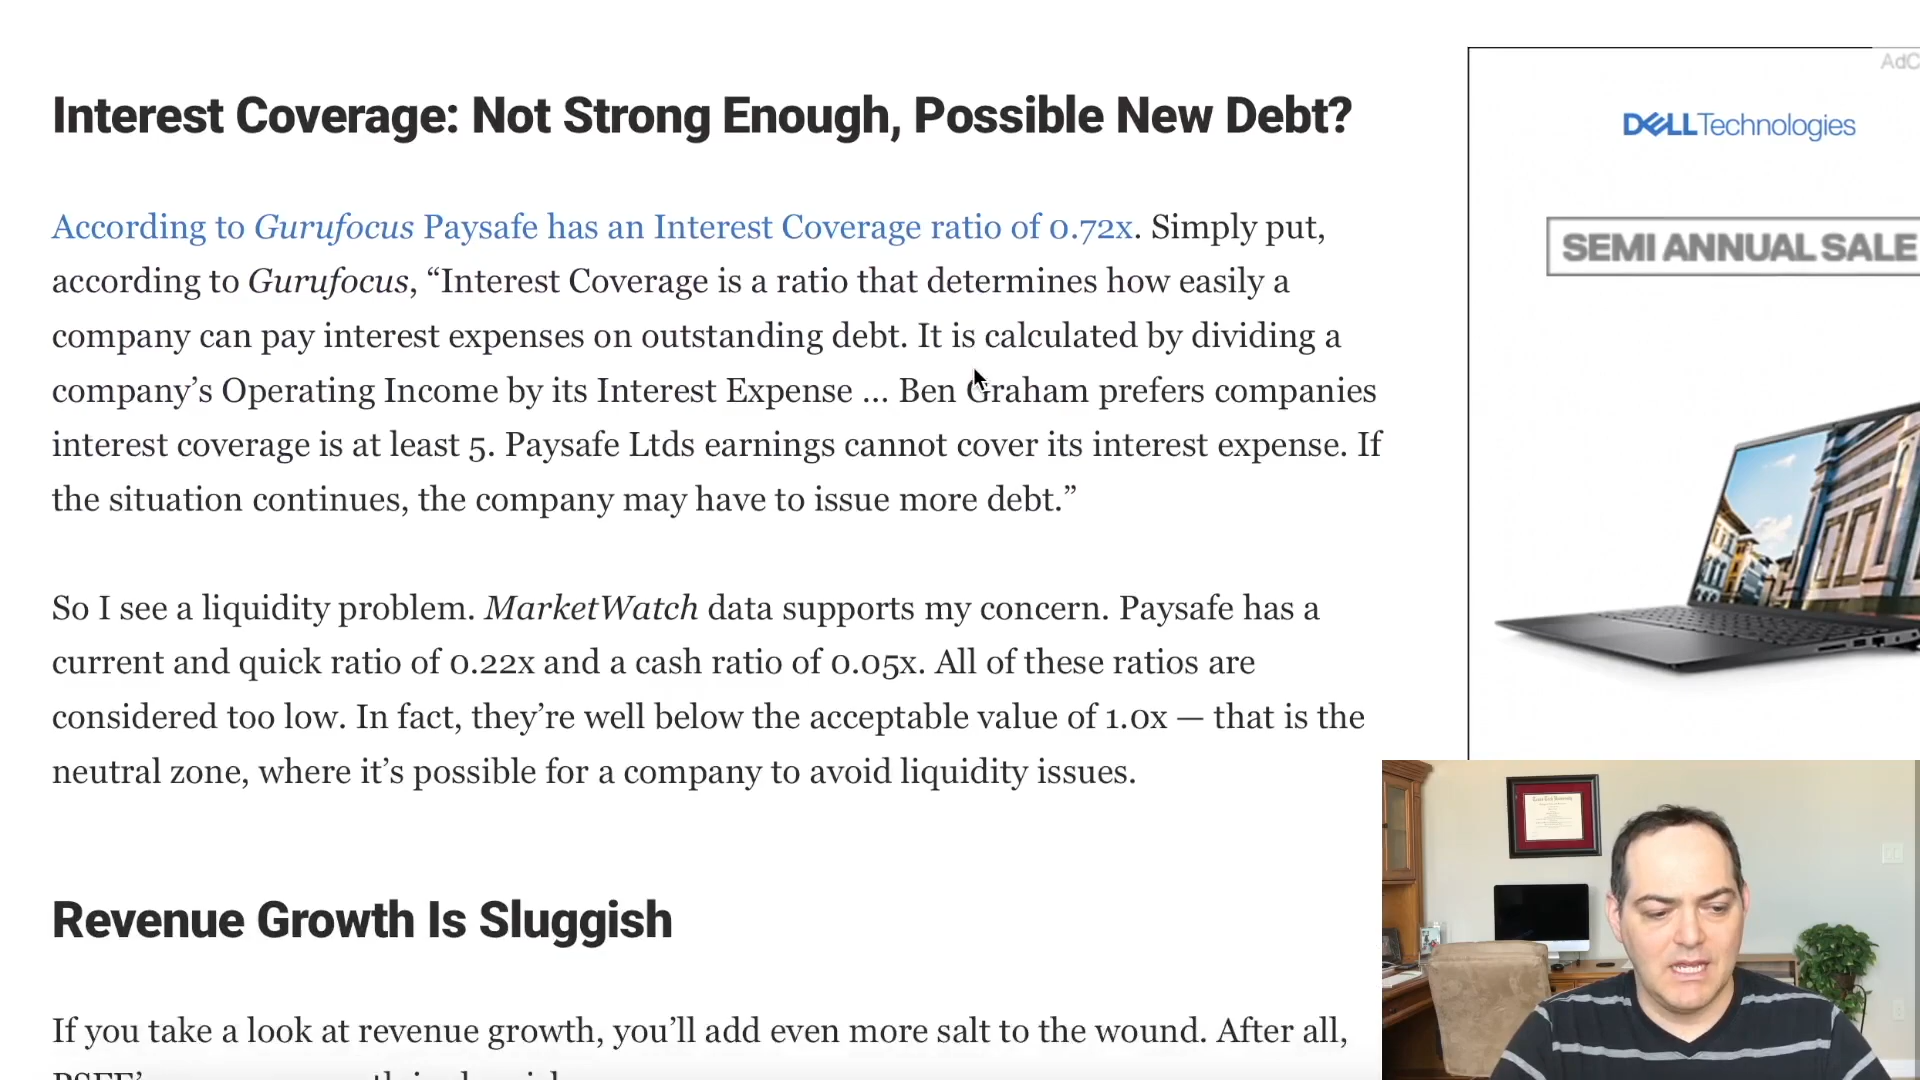 AdC
Interest Coverage: Not Strong Enough, Possible New Debt?
DELLTechnologies
According to Gurufocus Paysafe has an Interest Coverage ratio of 0.72x. Simply put,
SEMI ANNUAL SALE
according to Gurufocus, “Interest Coverage is a ratio that determines how easily a
company can pay interest expenses on outstanding debt. It is calculated by dividing a
company’s Operating Income by its Interest Expense ... Ben Graham prefers companies
interest coverage is at least 5. Paysafe Ltds earnings cannot cover its interest expense. If
the situation continues, the company may have to issue more debt.”
So I see a liquidity problem. MarketWatch data supports my concern. Paysafe has a
current and quick ratio of 0.22x and a cash ratio of 0.05x. All of these ratios are
considered too low. In fact, they’re well below the acceptable value of 1.0x — that is the
neutral zone, where it’s possible for a company to avoid liquidity issues.
Revenue Growth Is Sluggish
If you take a look at revenue growth, you’ll add even more salt to the wound. After all,